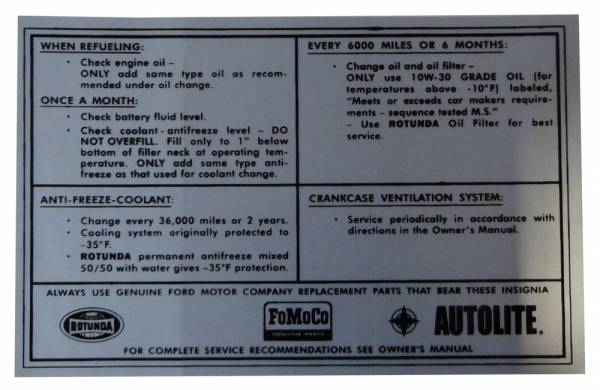 WHEN REFUELING:
• Check engine oil –
ONLY add same type oil as recom-
mended under oil change.
ONCE A MONTH:
• Check battery fluid level.
• Check coolant - antifreeze level – DO
NOT OVERFILL. Fill only to 1" below
bottom of filler neck at operating tem-
perature. ONLY add same type anti-
freeze as that used for coolant change.
EVERY 6000 MILES OR 6 MONTHS:
• Change oil and oil filter –
ONLY use 10W-30 GRADE OIL (for
temperatures above -10°F) labeled,
"Meets or exceeds car makers require-
ments – sequence tested M.S."
– Use ROTUNDA Oil Filter for best
service.
ANTI-FREEZE-COOLANT:
• Change every 36,000 miles or 2 years.
• Cooling system originally protected to
–35°F.
• ROTUNDA permanent antifreeze mixed
50/50 with water gives –35°F protection.
CRANKCASE VENTILATION SYSTEM:
• Service periodically in accordance with
directions in the Owner's Manual.
ALWAYS USE GENUINE FORD MOTOR COMPANY REPLACEMENT PARTS THAT BEAR THESE INSIGNIA
ROTUNDA
FoMoCo
GENUINE PARTS
AUTOLITE.
FOR COMPLETE SERVICE RECOMMENDATIONS SEE OWNER'S MANUAL